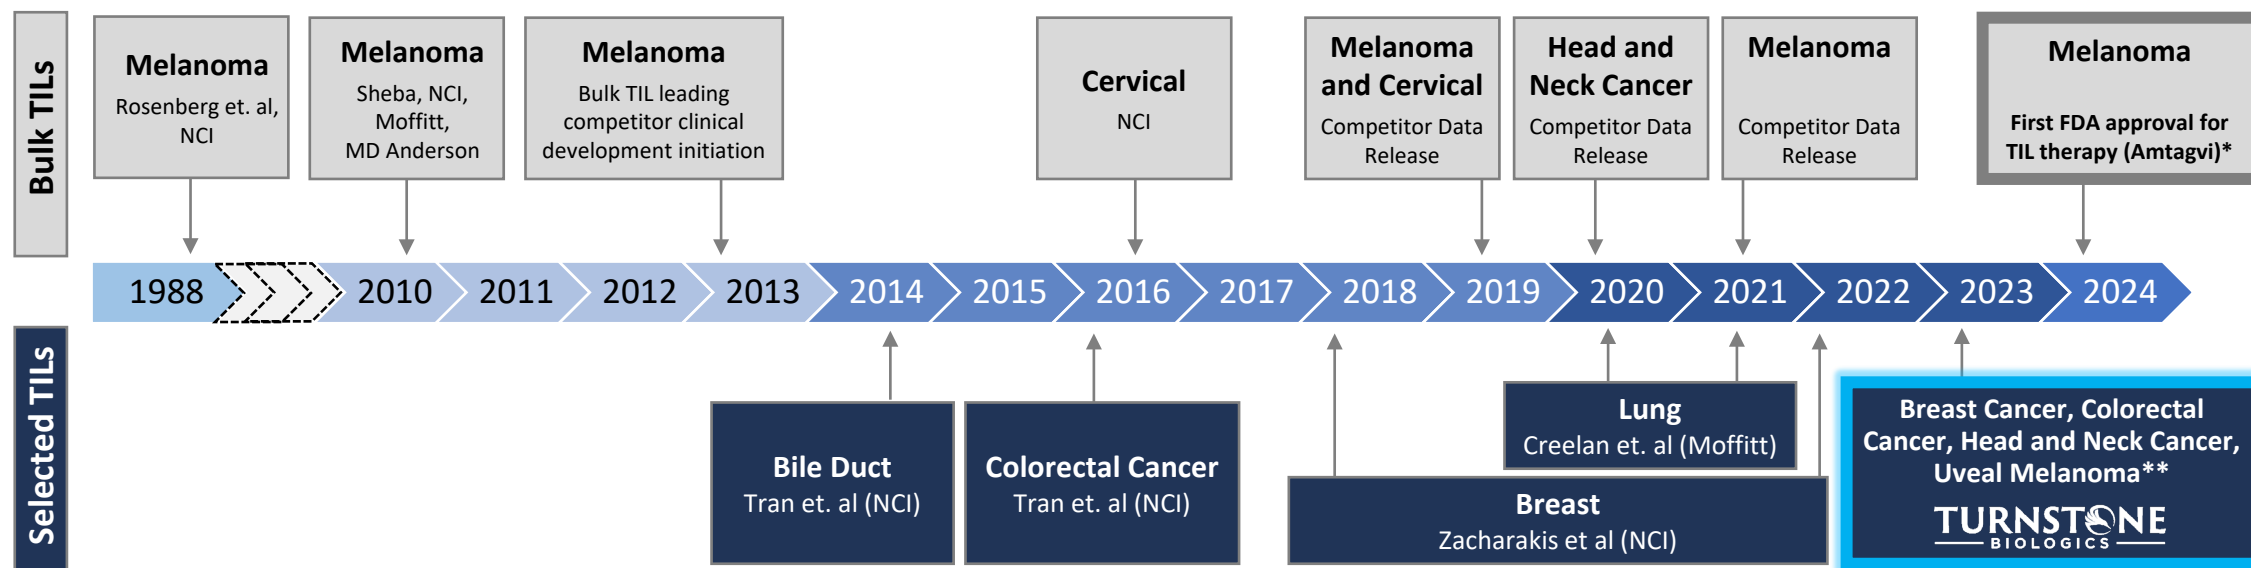 Bulk TILs
Melanoma
Rosenberg et. al,
NCI
Melanoma
Sheba, NCI,
Moffitt,
MD Anderson
Melanoma
Bulk TIL leading
competitor clinical
development initiation
Cervical
NCI
Melanoma
and Cervical
Competitor Data
Release
Head and
Neck Cancer
Competitor Data
Release
Melanoma
Competitor Data
Release
Melanoma
First FDA approval for
TIL therapy (Amtagvi)*
1988 2010 2011 2012 2013 2014 2015 2016 2017 2018 2019 2020 2021 2022 2023 2024
Selected TILs
Bile Duct
Tran et. al (NCI)
Colorectal Cancer
Tran et. al (NCI)
Lung
Creelan et. al (Moffitt)
Breast
Zacharakis et al (NCI)
Breast Cancer, Colorectal
Cancer, Head and Neck Cancer,
Uveal Melanoma**
TURNSTONE
BIOLOGICS